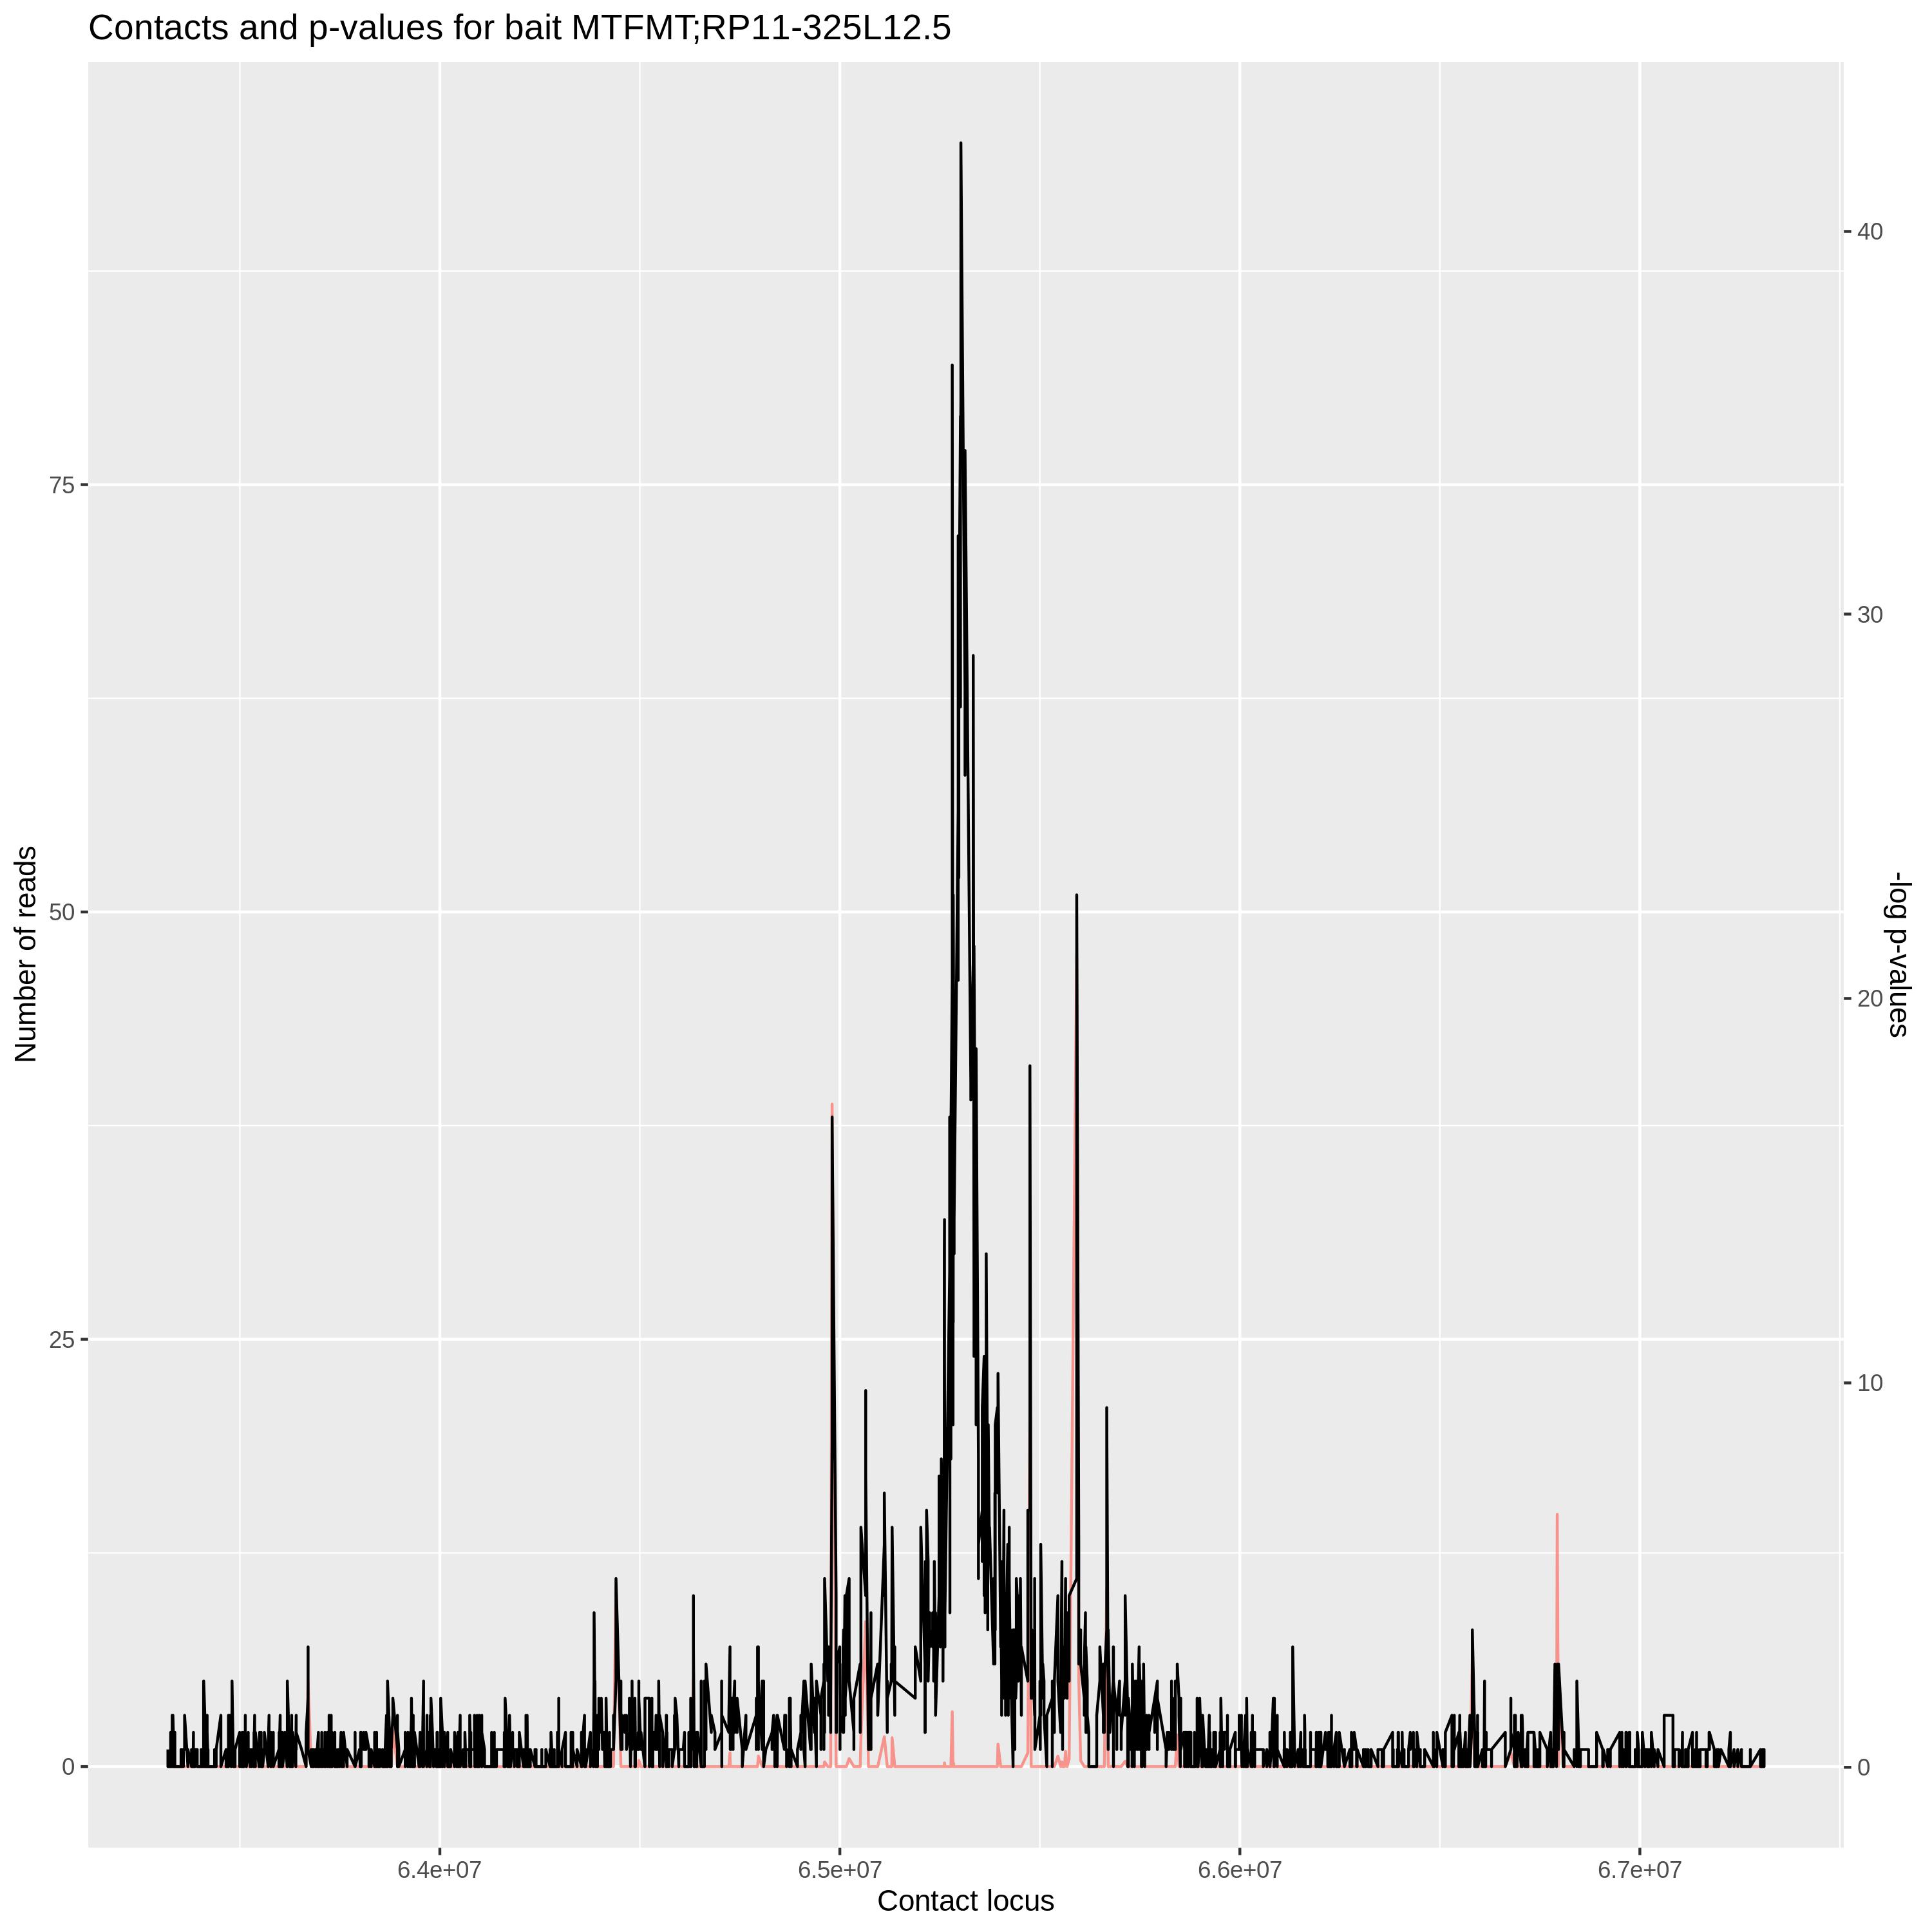 Contacts and p-values for bait MTFMT;RP11-325L12.5
Number of reads
75
50
25
0
40
30
20
10
0
-log p-values
6.4e+07
6.5e+07
6.6e+07
6.7e+07
Contact locus